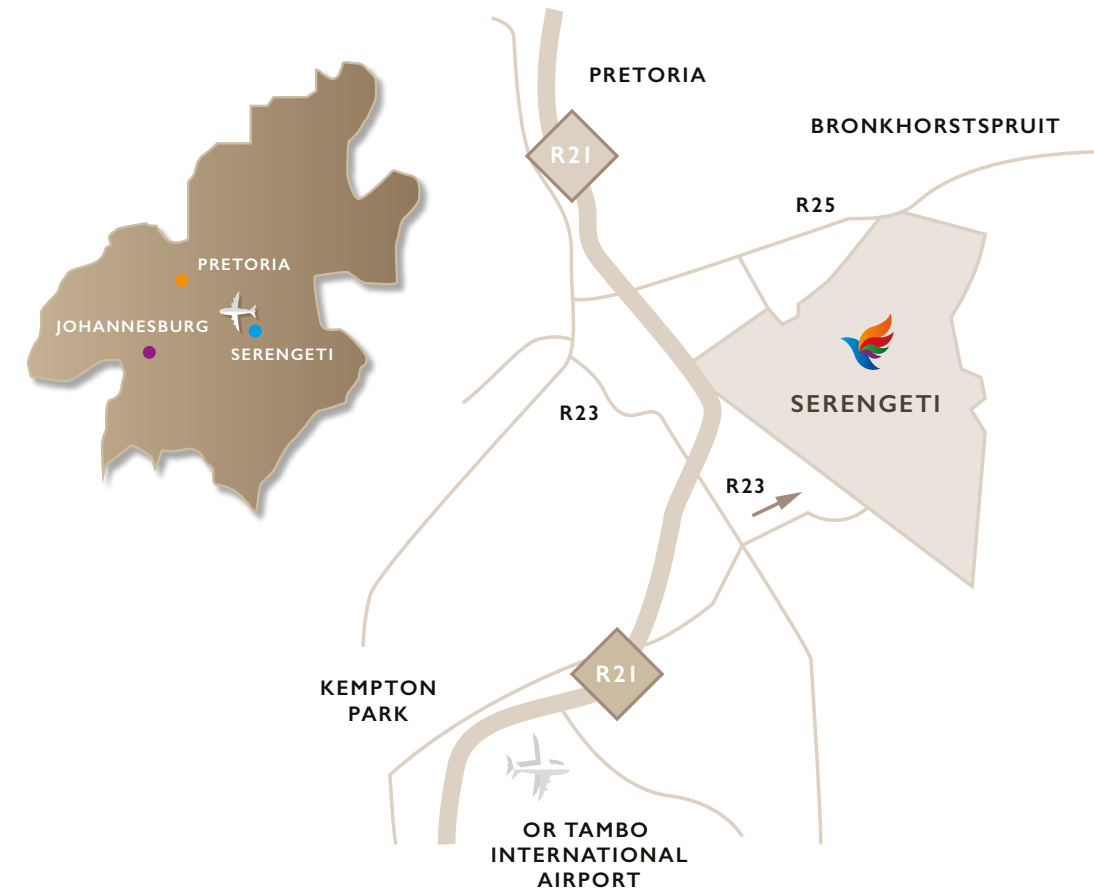 PRETORIA
BRONKHORSTSPRUIT
R21
R25
PRETORIA
JOHANNESBURG
SERENGETI
SERENGETI
R23
R23
R21
KEMPTON
PARK
OR TAMBO
INTERNATIONAL
AIRPORT